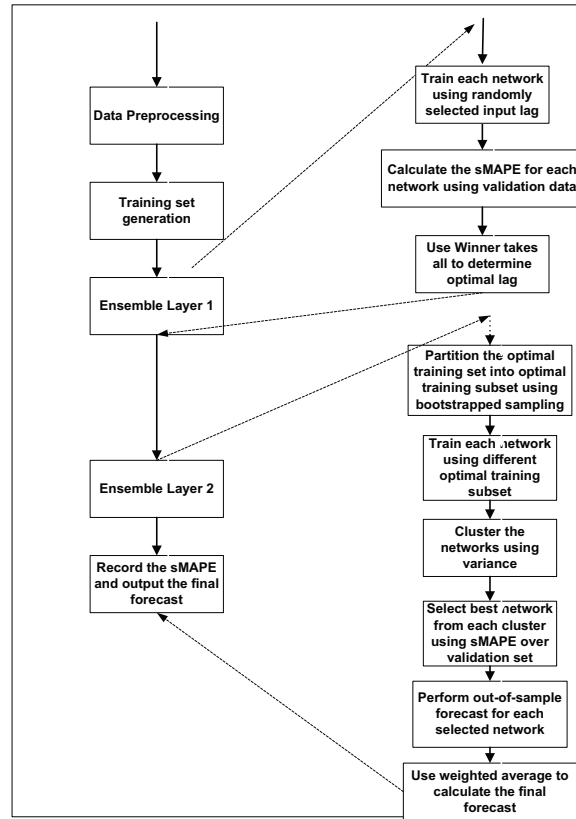 Data Preprocessing
Training set
generation
Ensemble Layer 1
Ensemble Layer 2
Record the sMAPE
and output the final
forecast
Train each network
using randomly
selected input lag
Calculate the sMAPE for each
network using validation data
Use Winner takes
all to determine
optimal lag
Partition the optimal
training set into optimal
training subset using
bootstrapped sampling
Train each network
using different
optimal training
subset
Cluster the
networks using
variance
Select best network
from each cluster
using sMAPE over
validation set
Perform out-of-sample
forecast for each
selected network
Use weighted average to
calculate the final
forecast